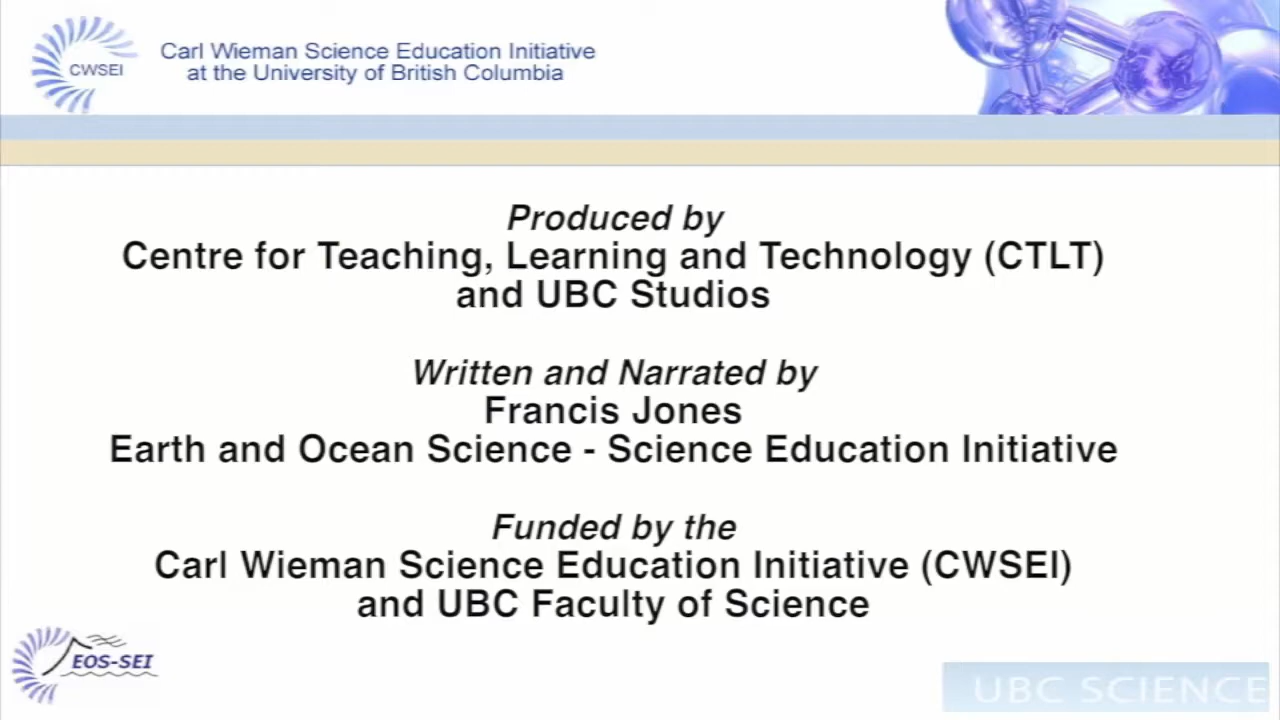 CWSEI
Carl Wieman Science Education Initiative
at the University of British Columbia
Produced by
Centre for Teaching, Learning and Technology (CTLT)
and UBC Studios
Written and Narrated by
Francis Jones
Earth and Ocean Science - Science Education Initiative
Funded by the
Carl Wieman Science Education Initiative (CWSEI)
and UBC Faculty of Science
EOS-SEI
UBC SCIENCE